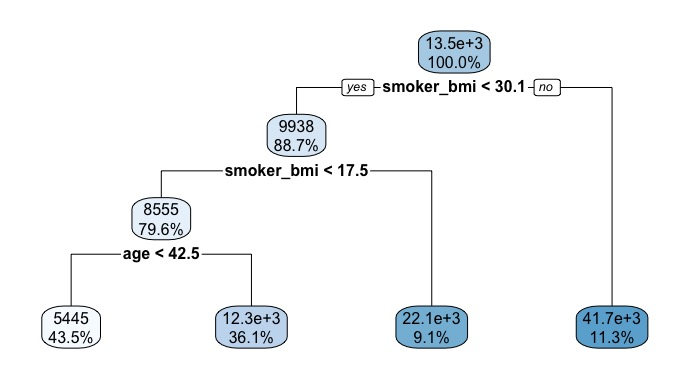 13.5e+3
100.0%
yes smoker_bmi < 30.1 no
9938
88.7%
smoker_bmi < 17.5
8555
79.6%
age < 42.5
5445
43.5%
12.3e+3
36.1%
22.1e+3
9.1%
41.7e+3
11.3%